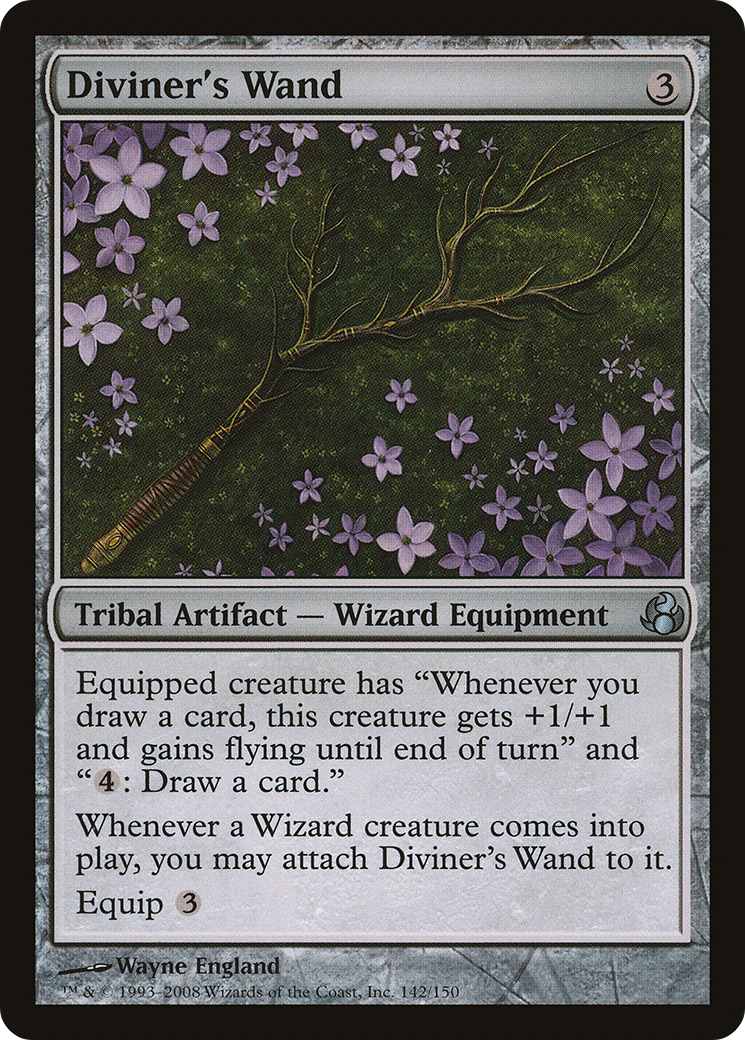 Diviner's Wand 3
Tribal Artifact — Wizard Equipment
Equipped creature has “Whenever you
draw a card, this creature gets +1/+1
and gains flying until end of turn” and
“4: Draw a card.”
Whenever a Wizard creature comes into
play, you may attach Diviner's Wand to it.
Equip 3
Wayne England
™ & © 1993–2008 Wizards of the Coast, Inc. 142/150